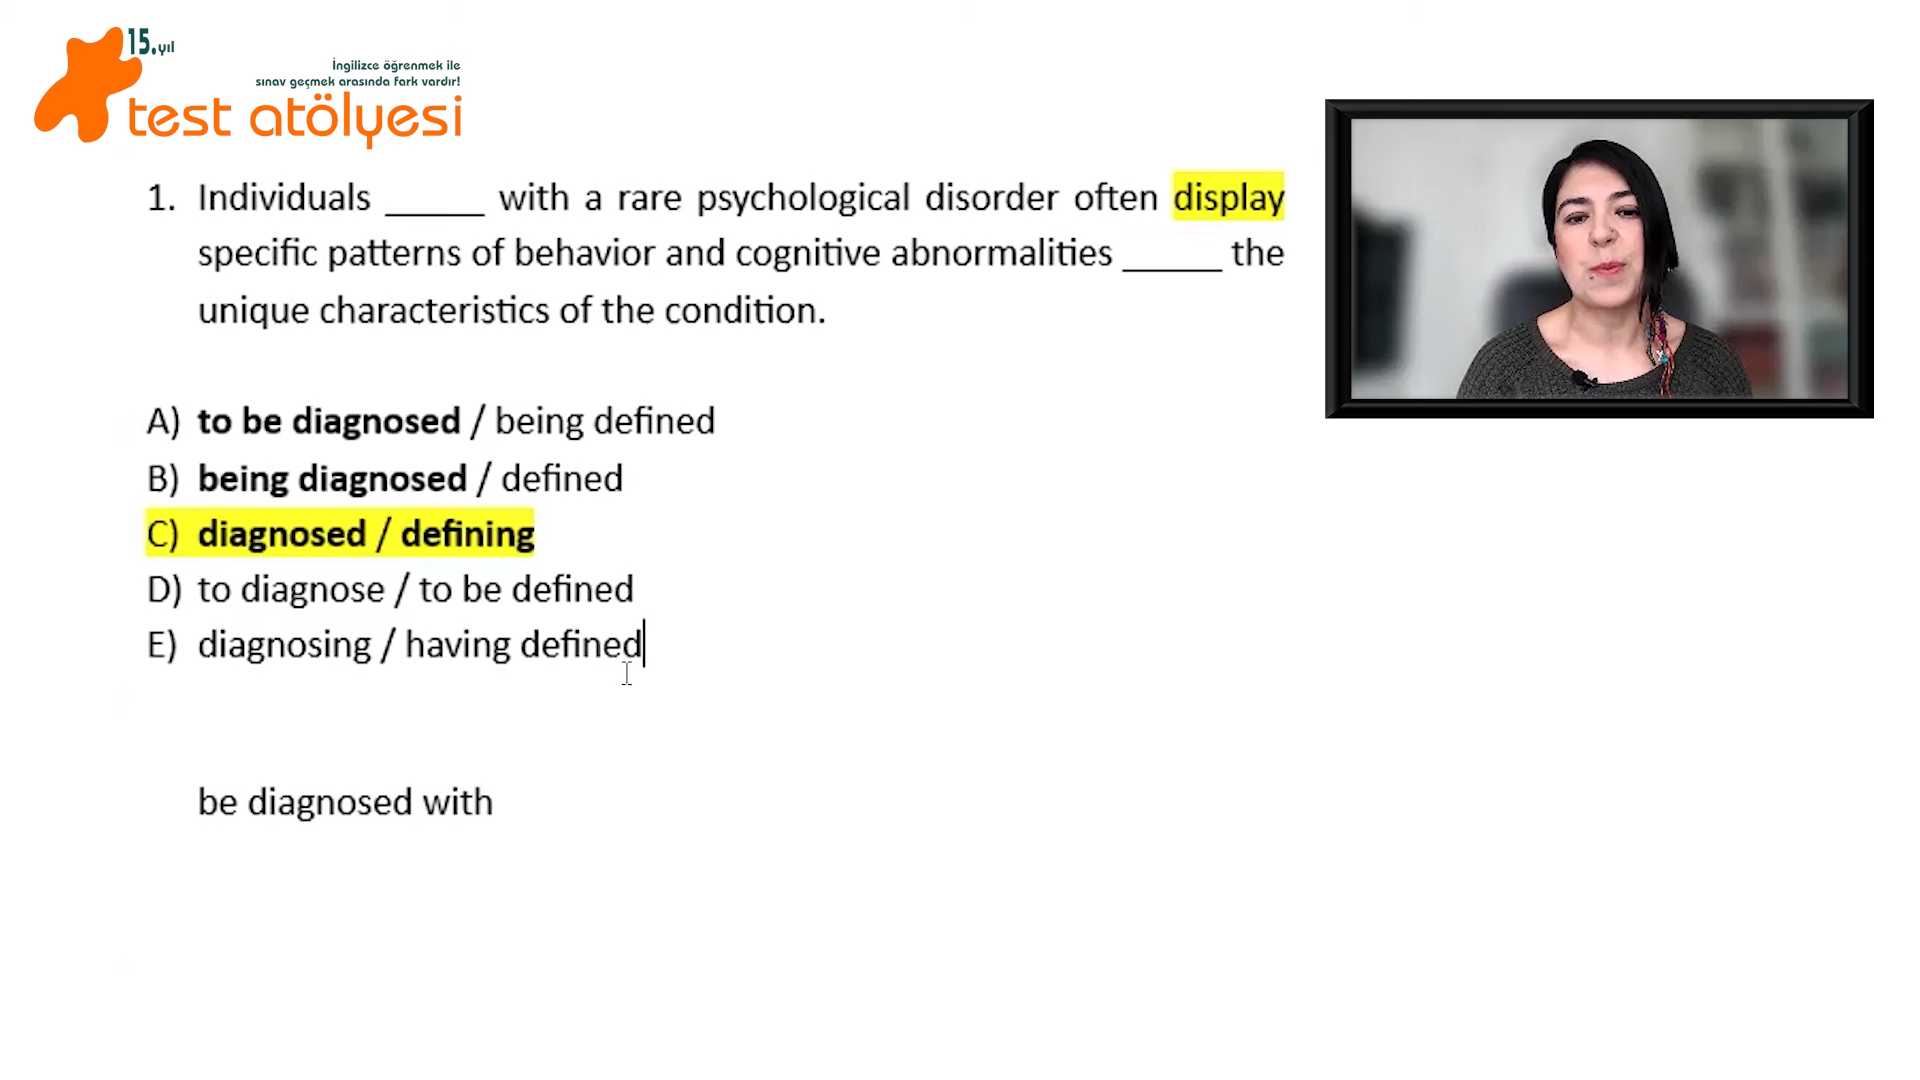 15.yıl
İngilizce öğrenmek ile
sınav geçmek arasında fark vardır!
test atölyesi
1. Individuals _____ with a rare psychological disorder often display
specific patterns of behavior and cognitive abnormalities _____ the
unique characteristics of the condition.
A) to be diagnosed / being defined
B) being diagnosed / defined
C) diagnosed / defining
D) to diagnose / to be defined
E) diagnosing / having defined
be diagnosed with